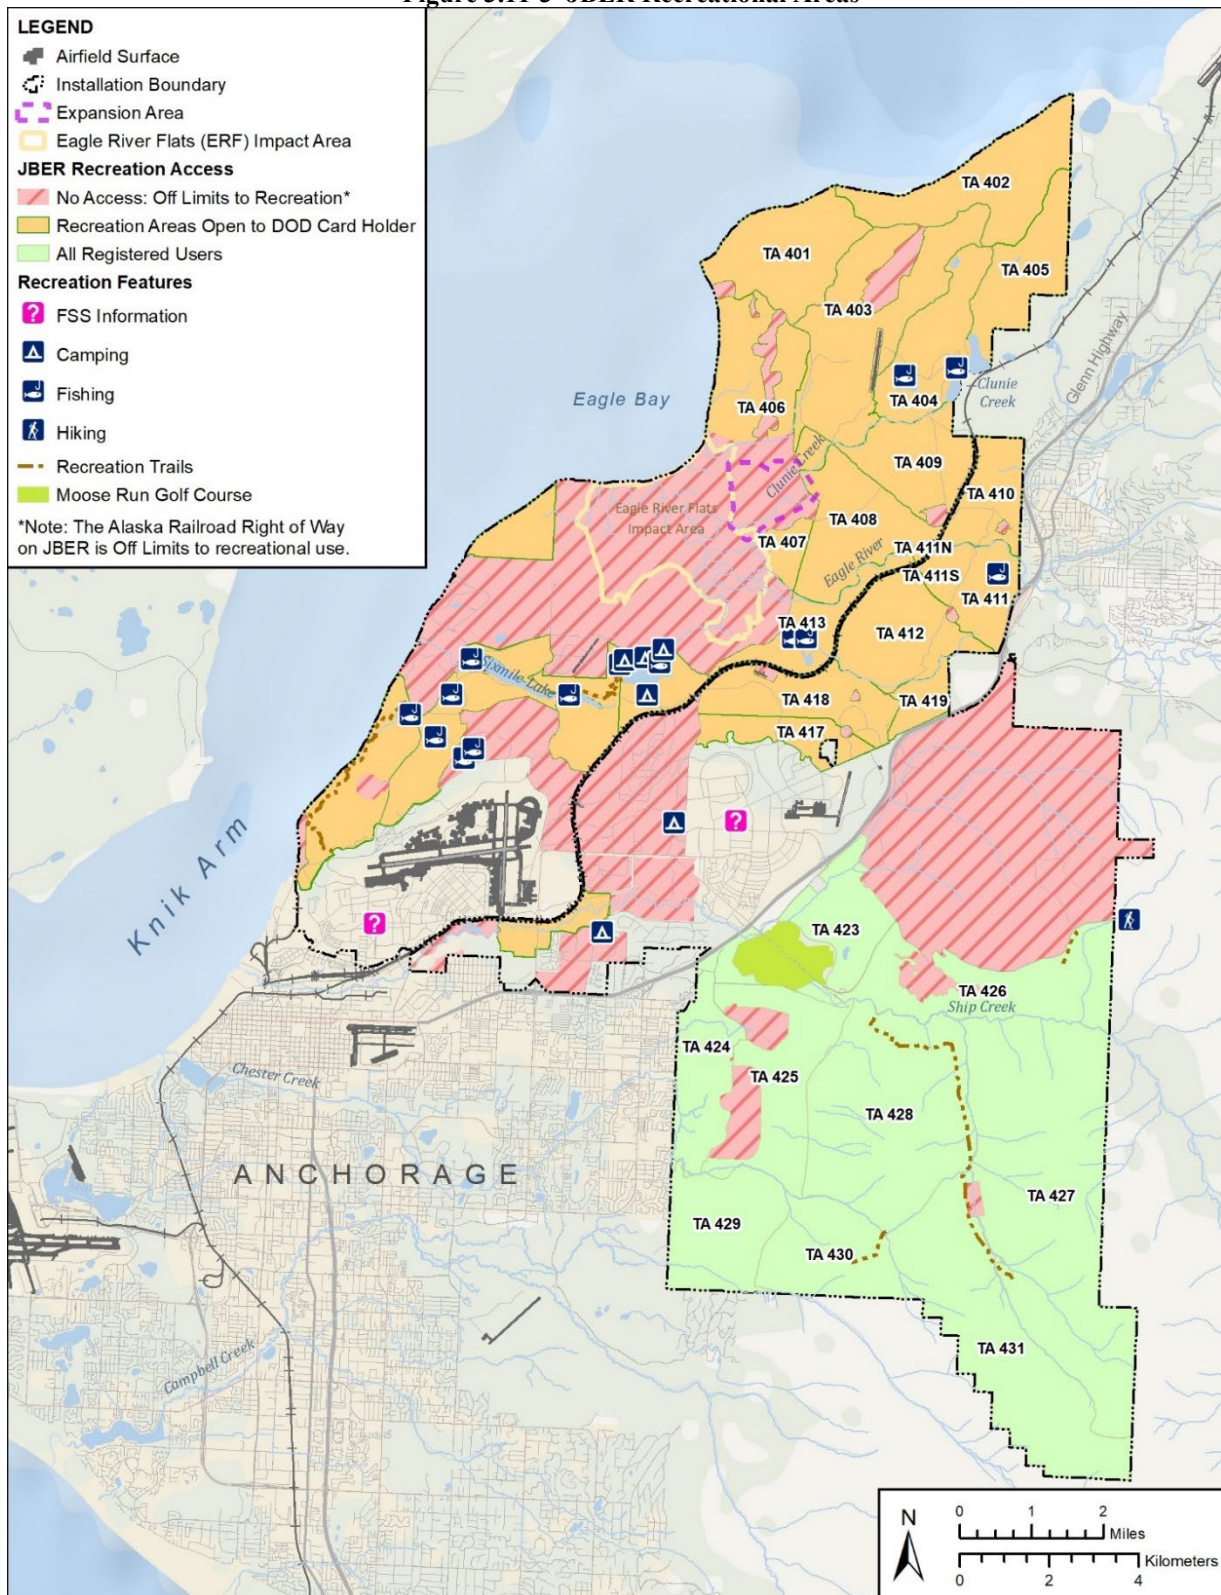 Figure 3.11-3 JBER Recreational Areas
LEGEND
Airfield Surface
Installation Boundary
Expansion Area
Eagle River Flats (ERF) Impact Area
JBER Recreation Access
No Access: Off Limits to Recreation*
Recreation Areas Open to DOD Card Holder
All Registered Users
Recreation Features
? FSS Information
Camping
Fishing
Hiking
Recreation Trails
Moose Run Golf Course
*Note: The Alaska Railroad Right of Way
on JBER is Off Limits to recreational use.
TA 402
TA 401
TA 405
TA 403
Glenn Highway
Eagle Bay
TA 404
Clunie
Creek
TA 406
Clunie Creek
TA 409
TA 410
Eagle River Flats
Impact Area
TA 408
TA 407
Eagle River
TA 411N
TA 411S
TA 411
TA 413
TA 412
Sixmile Lake
TA 418
TA 419
TA 417
Knik Arm
?
?
TA 423
TA 426
Ship Creek
TA 424
TA 425
Chester Creek
TA 428
ANCHORAGE
TA 427
TA 429
TA 430
TA 431
Campbell Creek
N
0 1 2
Miles
Kilometers
0 2 4